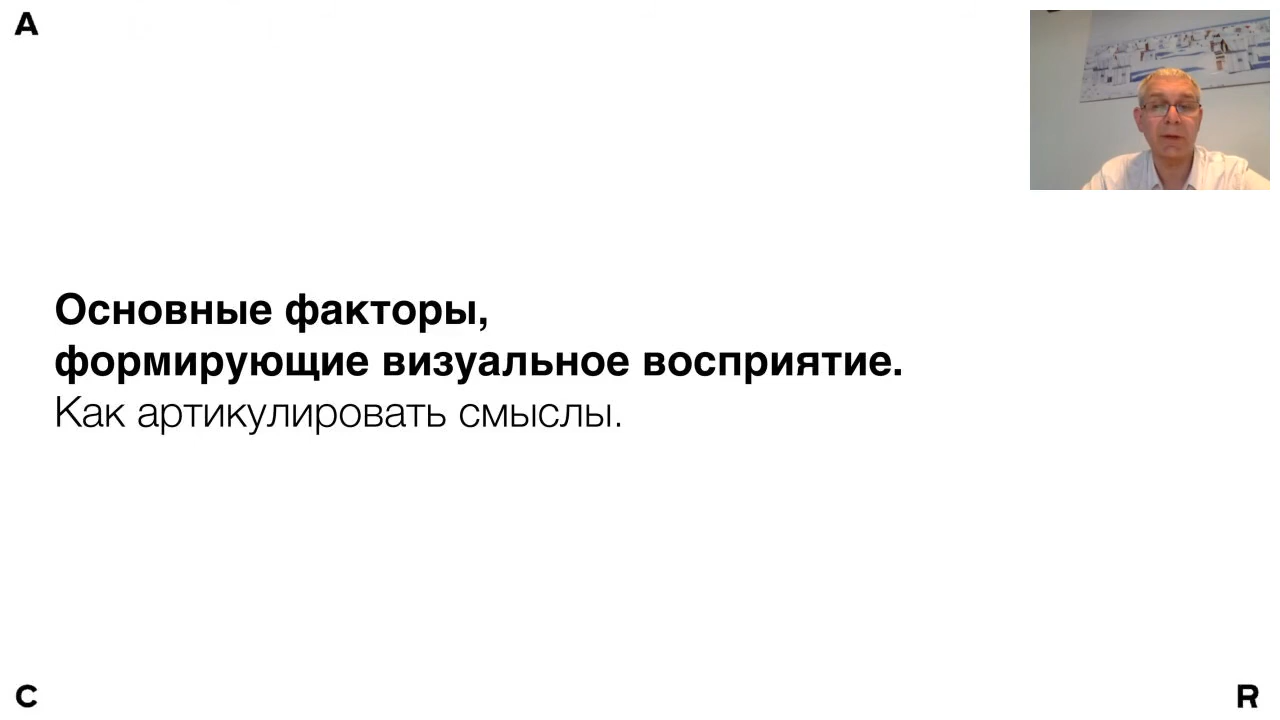 A
Основные факторы,
формирующие визуальное восприятие.
Как артикулировать смыслы.
C
R